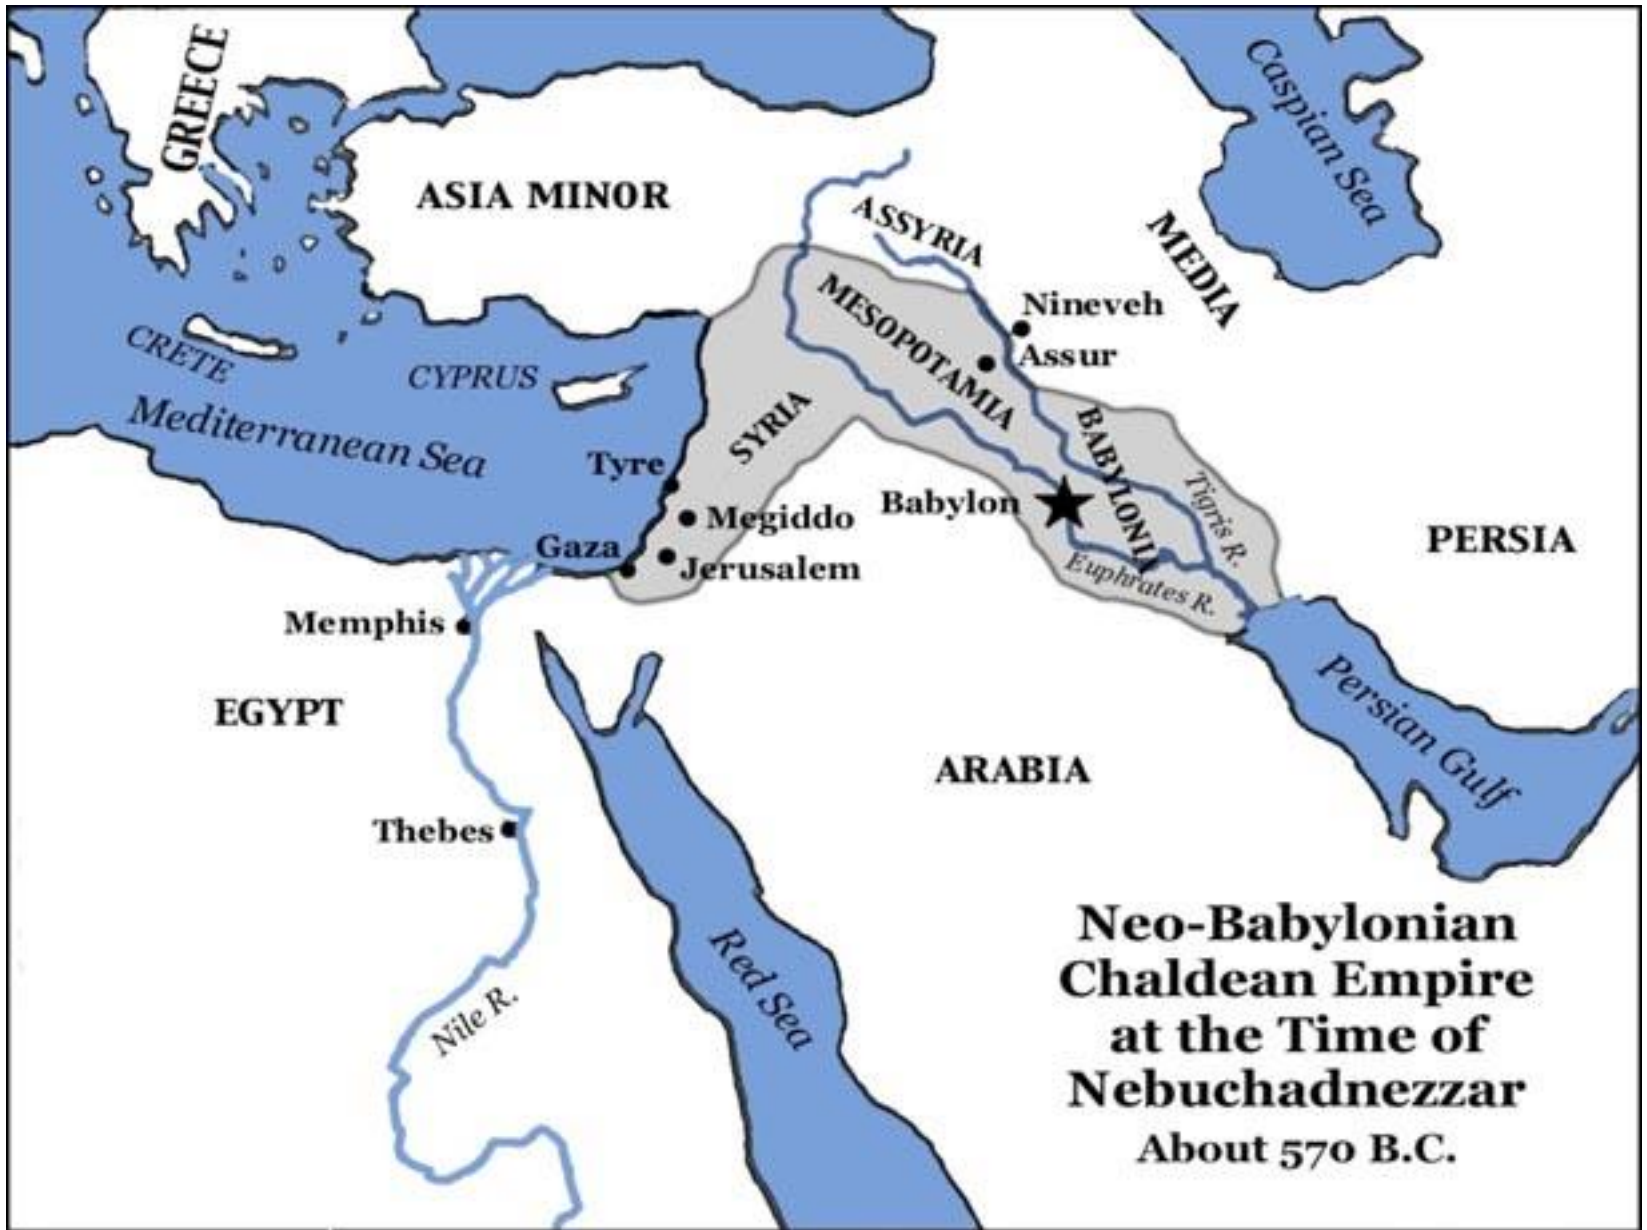 GREECE
Caspian Sea
ASIA MINOR
ASSYRIA
MEDIA
MESOPOTAMIA
Nineveh
Assur
CRETE
CYPRUS
Mediterranean Sea
SYRIA
BABYLONIA
Tyre
Tigris R.
Babylon
Megiddo
PERSIA
Gaza
Jerusalem
Euphrates R.
Memphis
EGYPT
Persian Gulf
ARABIA
Thebes
Red Sea
Nile R.
Neo-Babylonian
Chaldean Empire
at the Time of
Nebuchadnezzar
About 570 B.C.